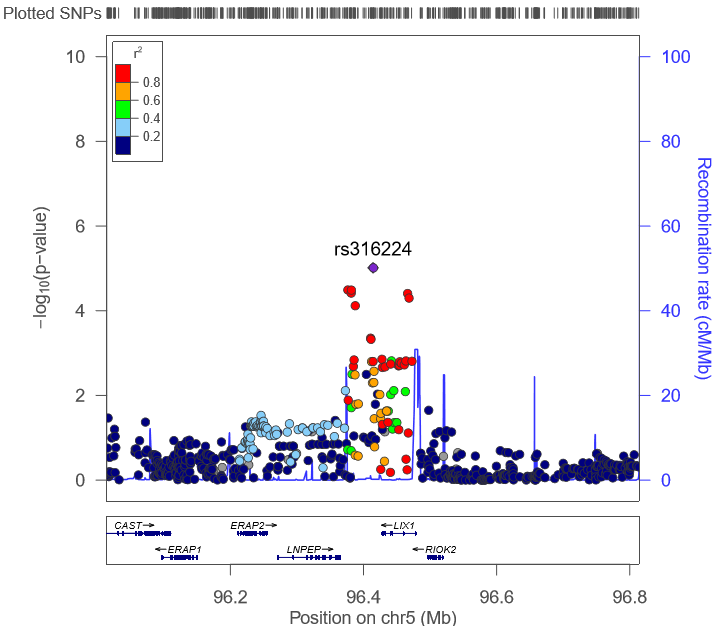 Plotted SNPs
r2
0.8
0.6
0.4
0.2
rs316224
10
8
6
4
2
0
−log10(p−value)
100
80
60
40
20
0
Recombination rate (cM/Mb)
CAST
ERAP2
LIX1
ERAP1
LNPEP
RIOK2
96.2
96.4
96.6
96.8
Position on chr5 (Mb)